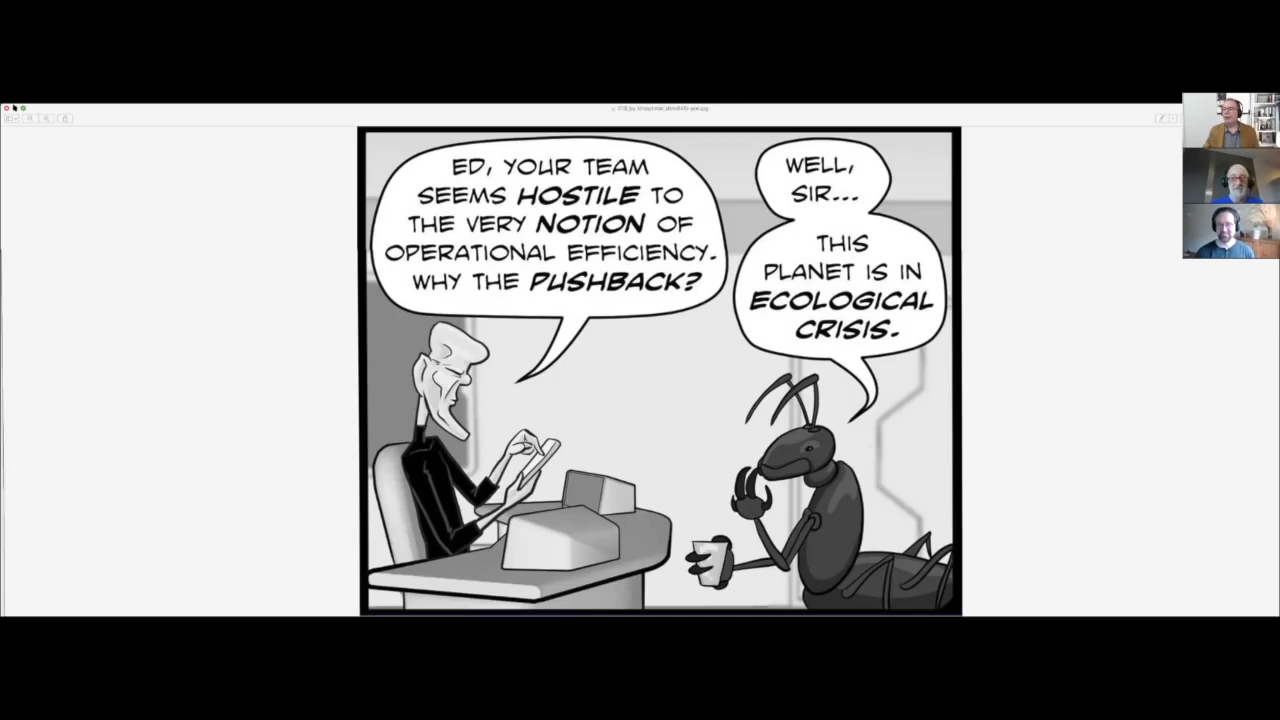 ED, YOUR TEAM
SEEMS HOSTILE TO
THE VERY NOTION OF
OPERATIONAL EFFICIENCY.
WHY THE PUSHBACK?
WELL,
SIR...
THIS
PLANET IS IN
ECOLOGICAL
CRISIS.